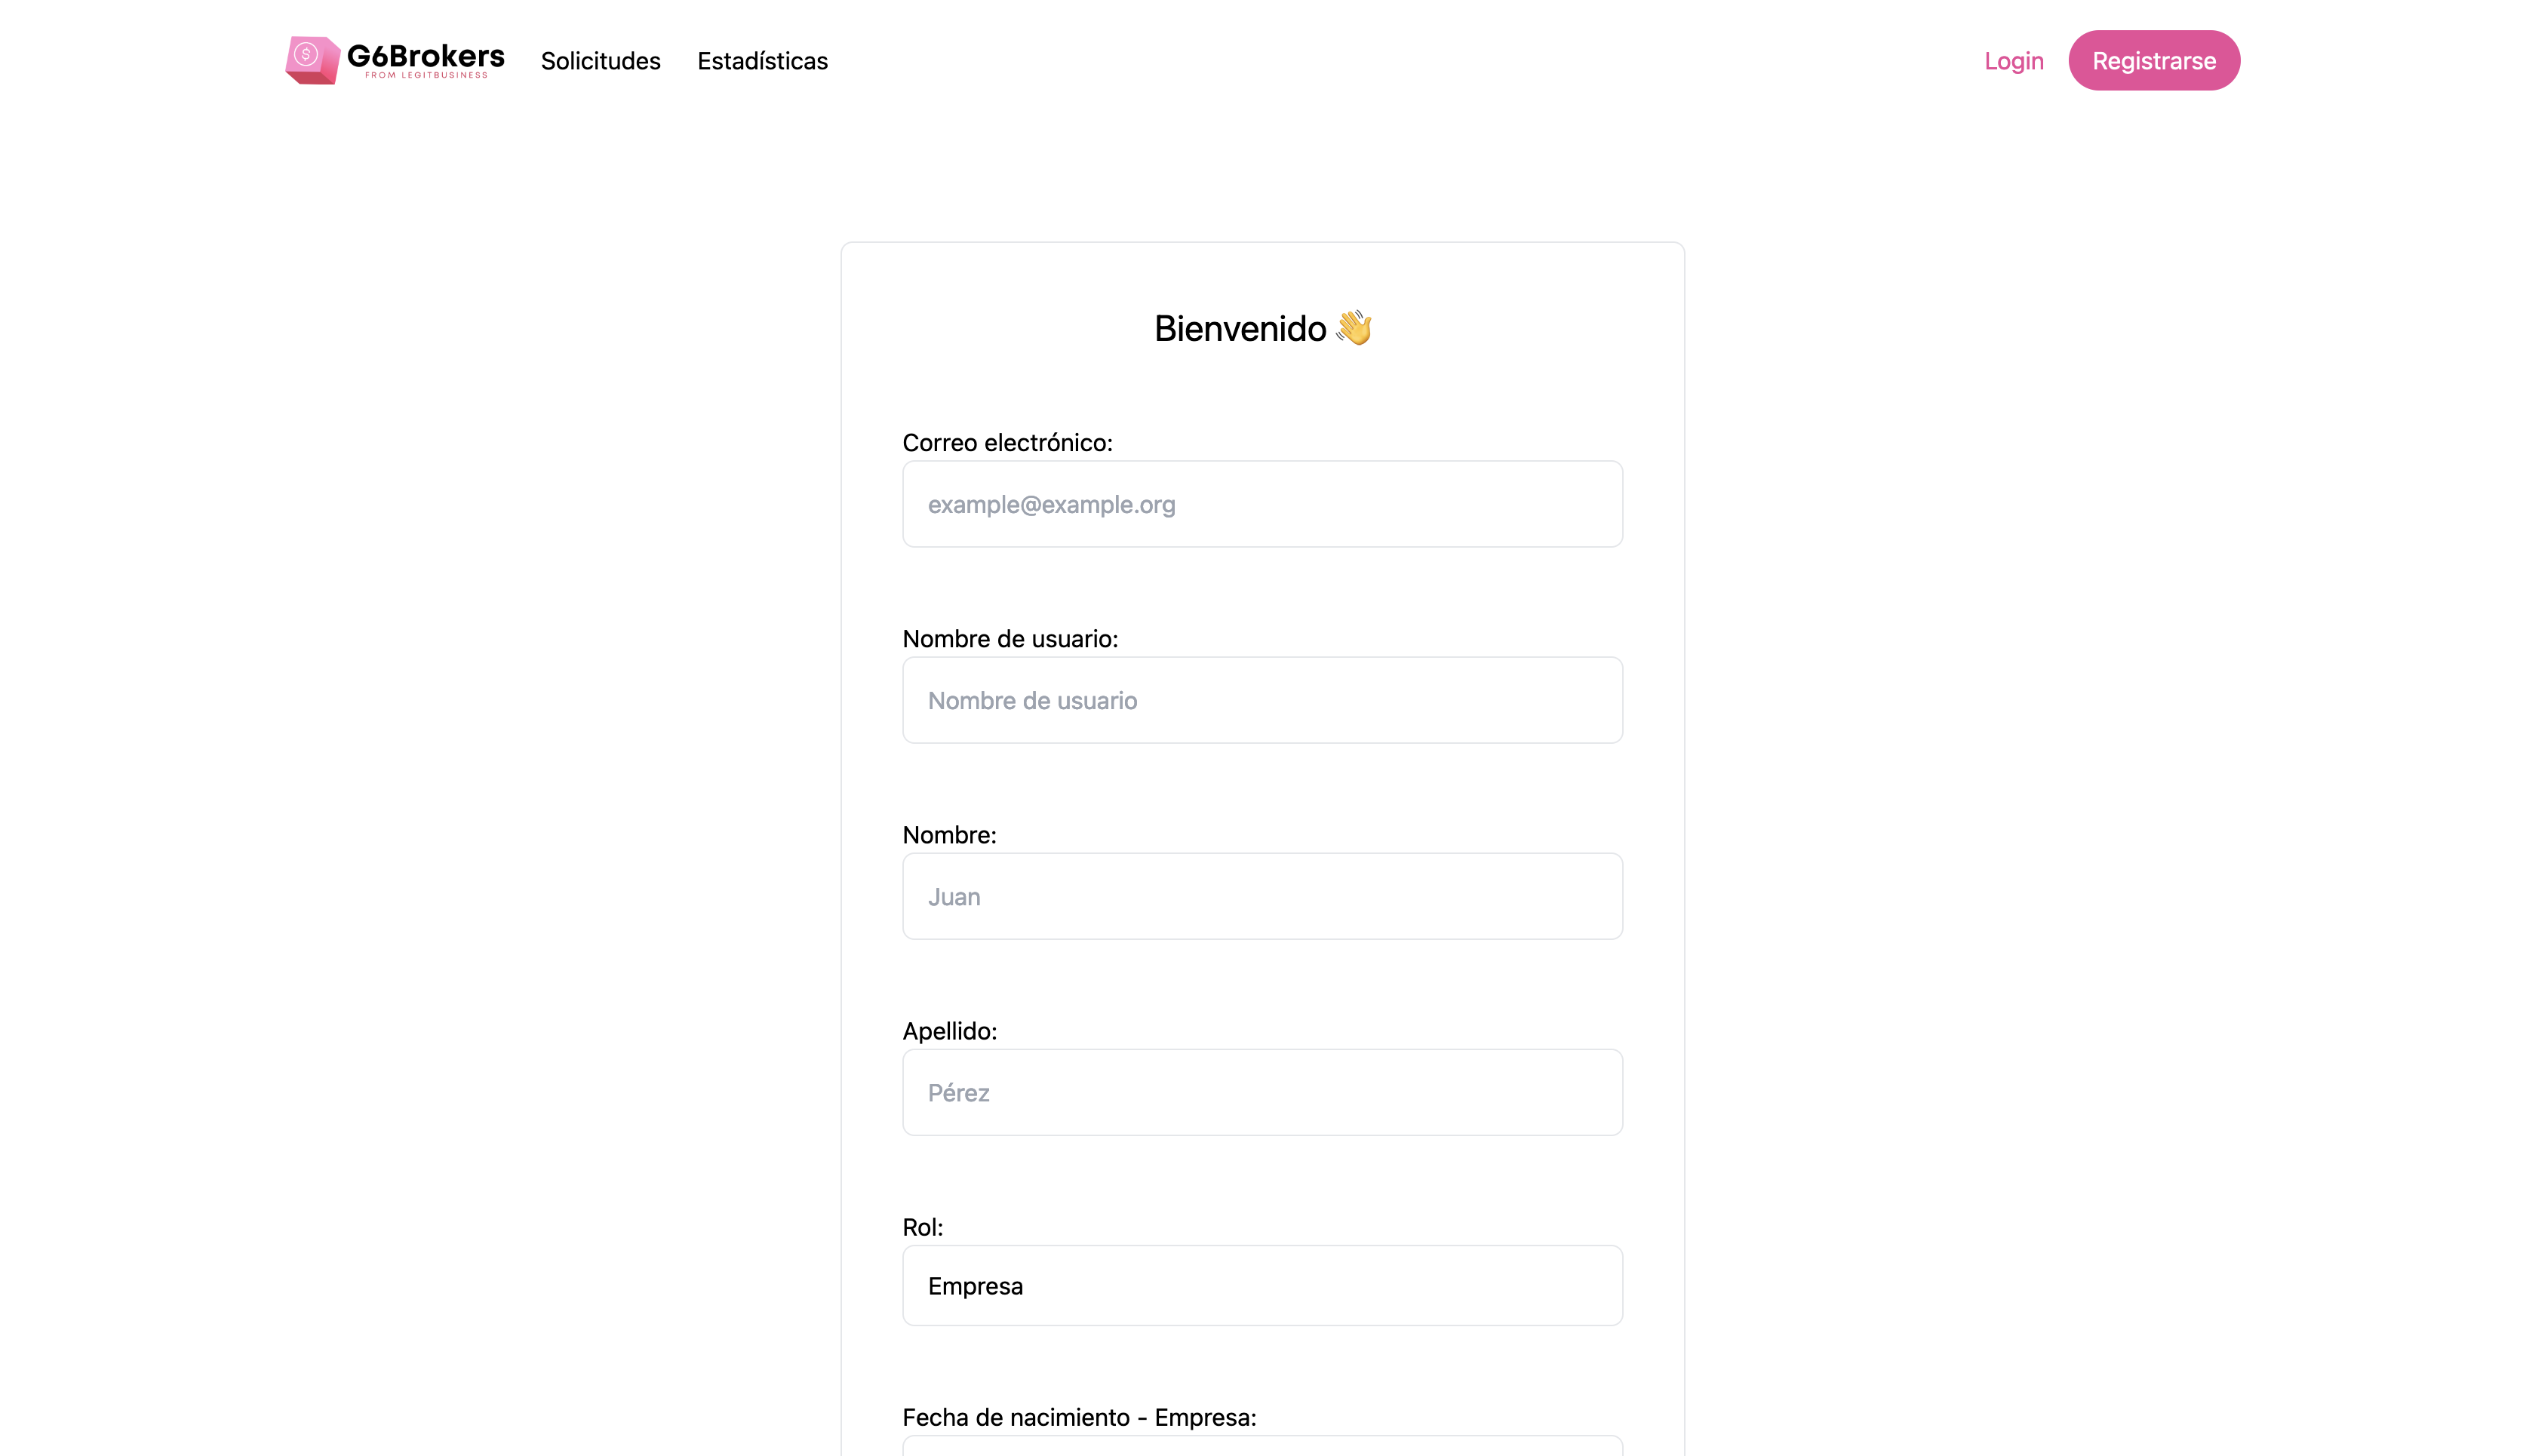 G6Brokers
FROM LEGITBUSINESS
Solicitudes
Estadísticas
Login
Registrarse
Bienvenido 👋
Correo electrónico:
example@example.org
Nombre de usuario:
Nombre de usuario
Nombre:
Juan
Apellido:
Pérez
Rol:
Empresa
Fecha de nacimiento - Empresa: